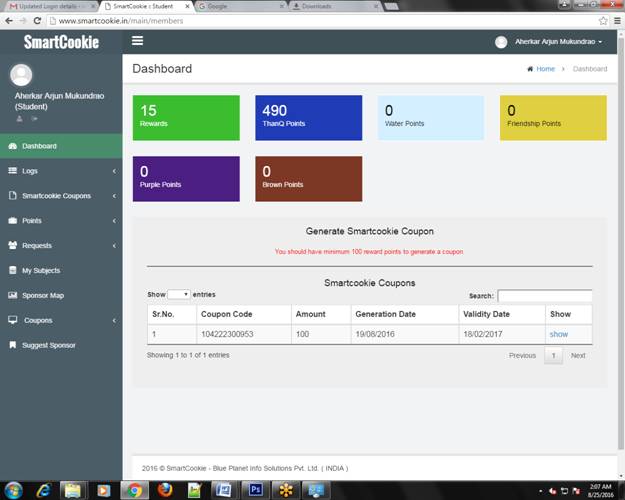 Updated Login details
SmartCookie :: Student
Google
Downloads
www.smartcookie.in/main/members
SmartCookie
Aherkar Arjun Mukundrao
Aherkar Arjun Mukundrao
(Student)
Dashboard
Home > Dashboard
Dashboard
Logs
Smartcookie Coupons
Points
Requests
My Subjects
Sponsor Map
Coupons
Suggest Sponsor
15
Rewards
490
ThanQ Points
0
Water Points
0
Friendship Points
0
Purple Points
0
Brown Points
Generate Smartcookie Coupon
You should have minimum 100 reward points to generate a coupon
Smartcookie Coupons
Show entries
Search:
Sr.No. Coupon Code Amount Generation Date Validity Date Show
1 104222300953 100 19/08/2016 18/02/2017 show
Showing 1 to 1 of 1 entries
Previous 1 Next
2016 © SmartCookie - Blue Planet Info Solutions Pvt. Ltd. ( INDIA )
2:07 AM
8/25/2016